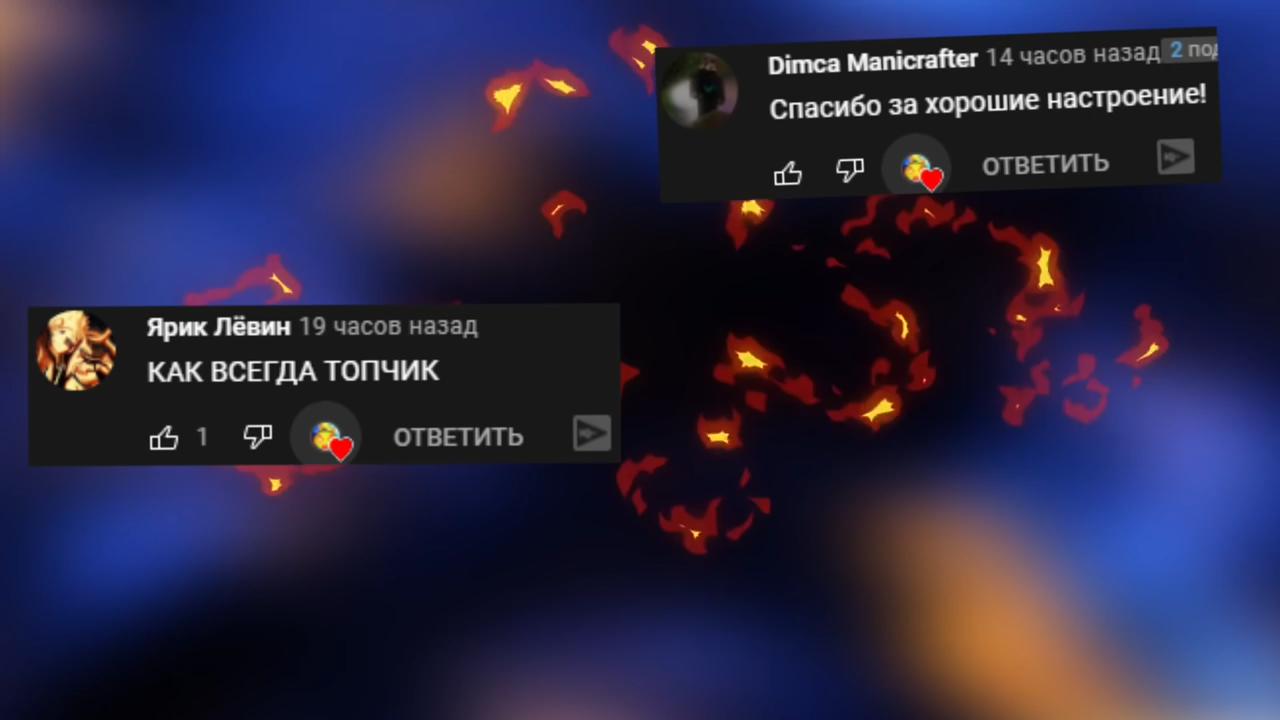 Dimca Manicrafter 14 часов назад 2
Спасибо за хорошие настроение!
ОТВЕТИТЬ
Ярик Лёвин 19 часов назад
КАК ВСЕГДА ТОПЧИК
1 ОТВЕТИТЬ